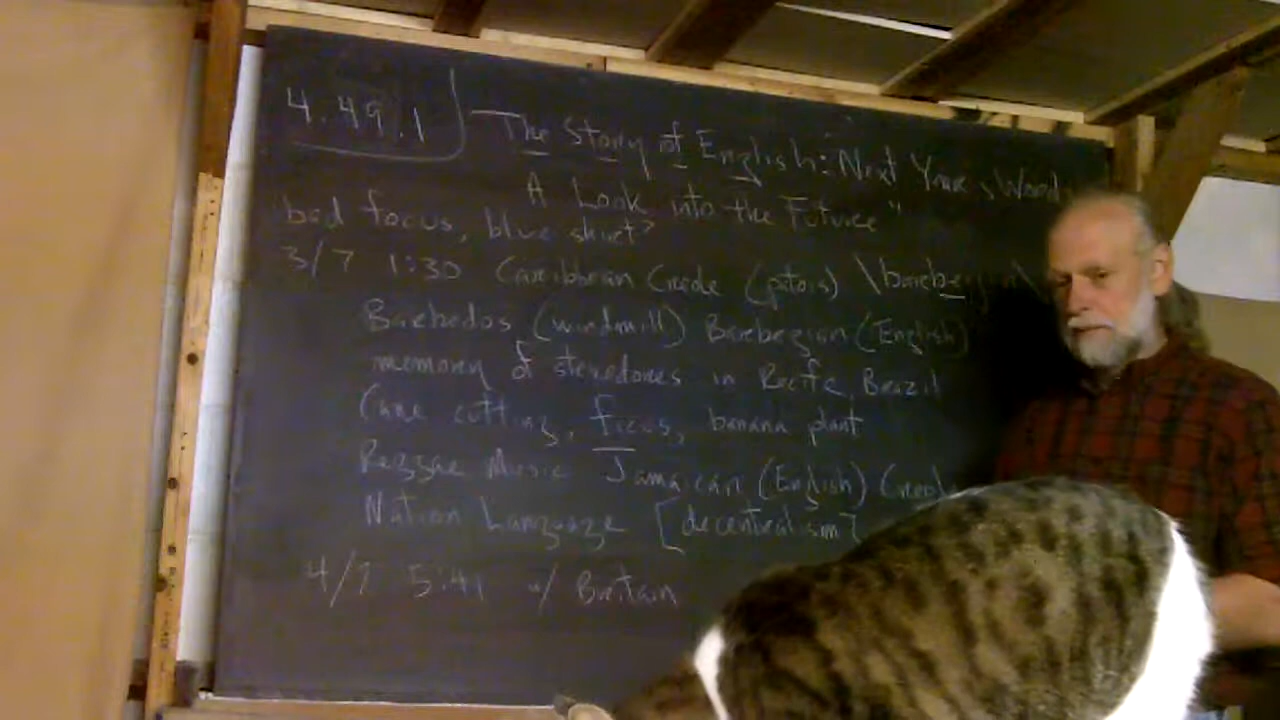 4.49.1 The Story of English: Next Year's Words
A Look into the Future"
bad focus, blue shirt?
3/7 1:30 Caribbean Creole (patois)
Barbados (windmill) Barbegian (English)
memory of stevedores in Recife, Brazil
Cane cutting, ficus, banana plant
Reggae Music Jamaican (English) Creole
Nation Language [decentralism]
4/7 5:41 w/ Britain